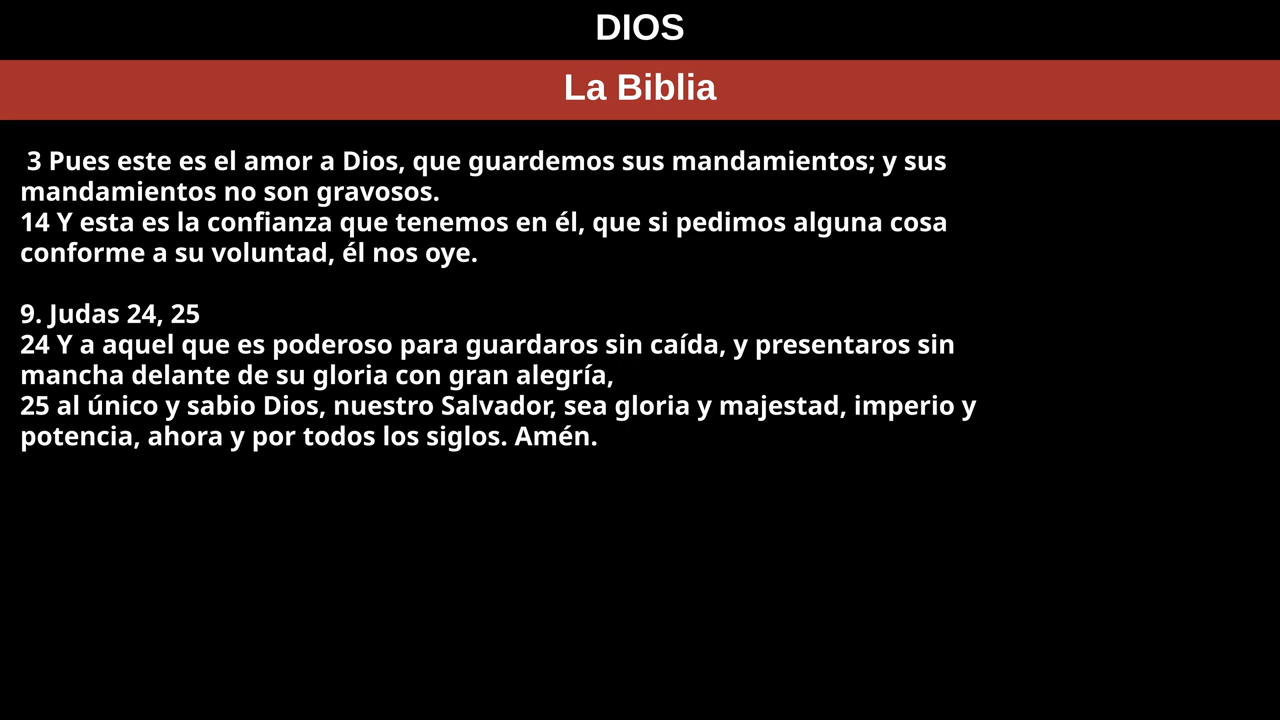 DIOS
La Biblia
3 Pues este es el amor a Dios, que guardemos sus mandamientos; y sus
mandamientos no son gravosos.
14 Y esta es la confianza que tenemos en él, que si pedimos alguna cosa
conforme a su voluntad, él nos oye.
9. Judas 24, 25
24 Y a aquel que es poderoso para guardaros sin caída, y presentaros sin
mancha delante de su gloria con gran alegría,
25 al único y sabio Dios, nuestro Salvador, sea gloria y majestad, imperio y
potencia, ahora y por todos los siglos. Amén.